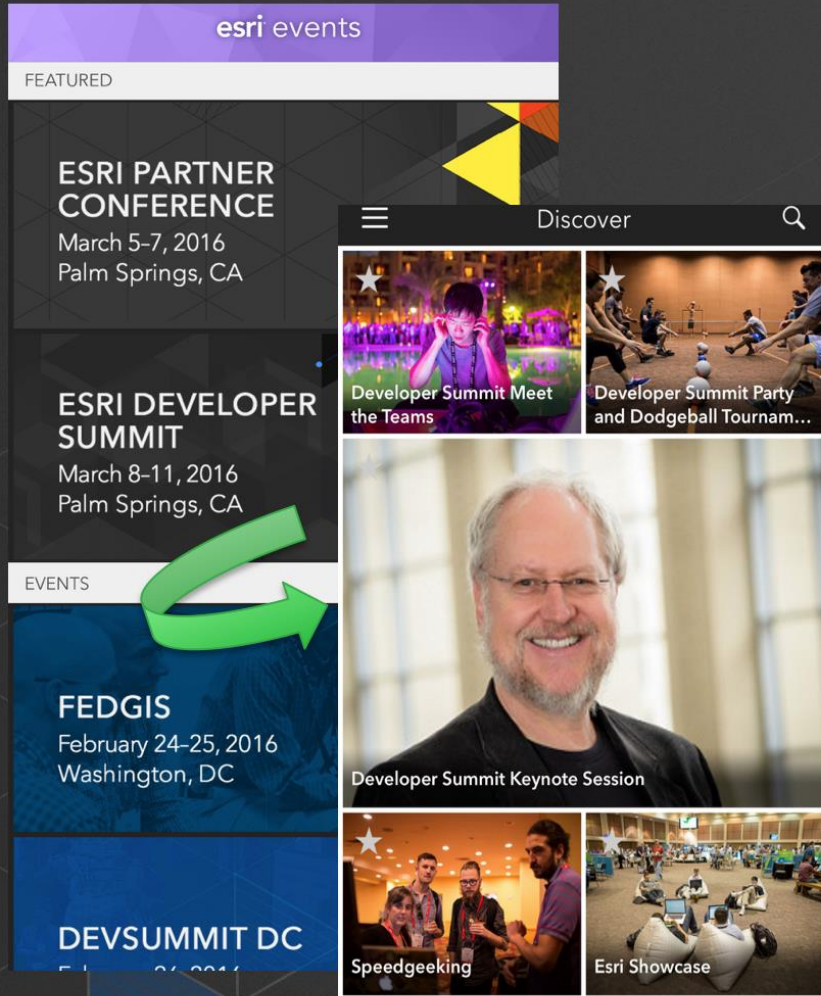 esri events
FEATURED
ESRI PARTNER
CONFERENCE
March 5–7, 2016
Palm Springs, CA
ESRI DEVELOPER
SUMMIT
March 8–11, 2016
Palm Springs, CA
EVENTS
FEDGIS
February 24–25, 2016
Washington, DC
DEVSUMMIT DC
Discover
Developer Summit Meet
the Teams
Developer Summit Party
and Dodgeball Tournam...
Developer Summit Keynote Session
Speedgeeking
Esri Showcase